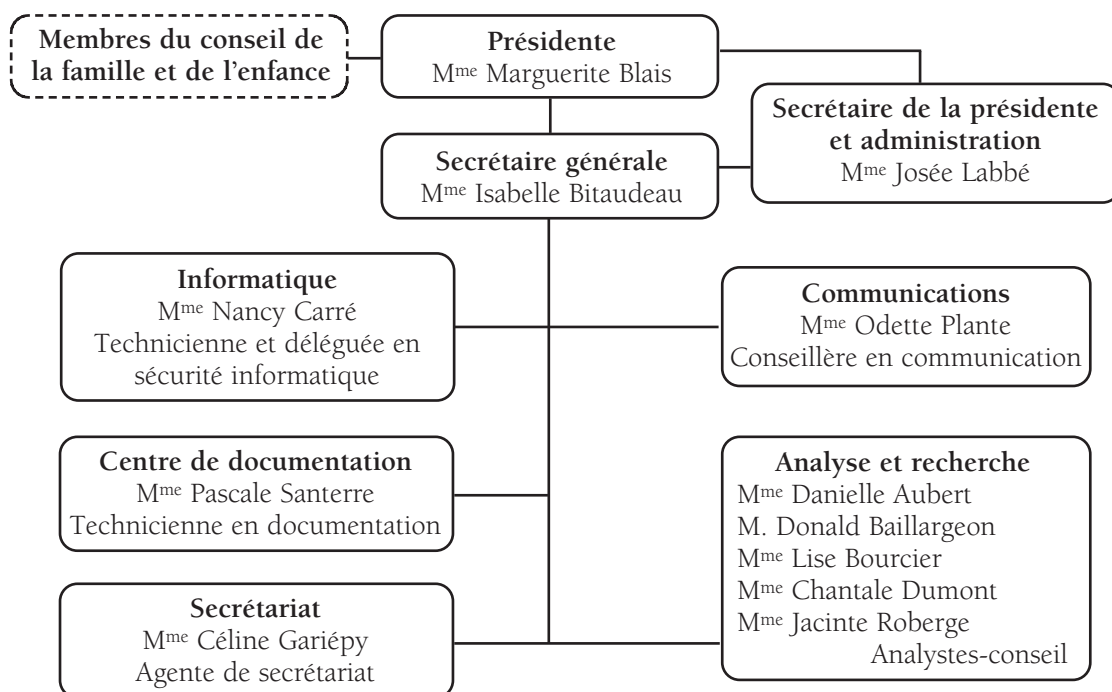 Membres du conseil de
la famille et de l'enfance
Présidente
Mme Marguerite Blais
Secrétaire de la présidente
et administration
Mme Josée Labbé
Secrétaire générale
Mme Isabelle Bitaudeau
Informatique
Mme Nancy Carré
Technicienne et déléguée en
sécurité informatique
Communications
Mme Odette Plante
Conseillère en communication
Centre de documentation
Mme Pascale Santerre
Technicienne en documentation
Analyse et recherche
Mme Danielle Aubert
M. Donald Baillargeon
Mme Lise Bourcier
Mme Chantale Dumont
Mme Jacinte Roberge
Analystes-conseil
Secrétariat
Mme Céline Gariépy
Agente de secrétariat